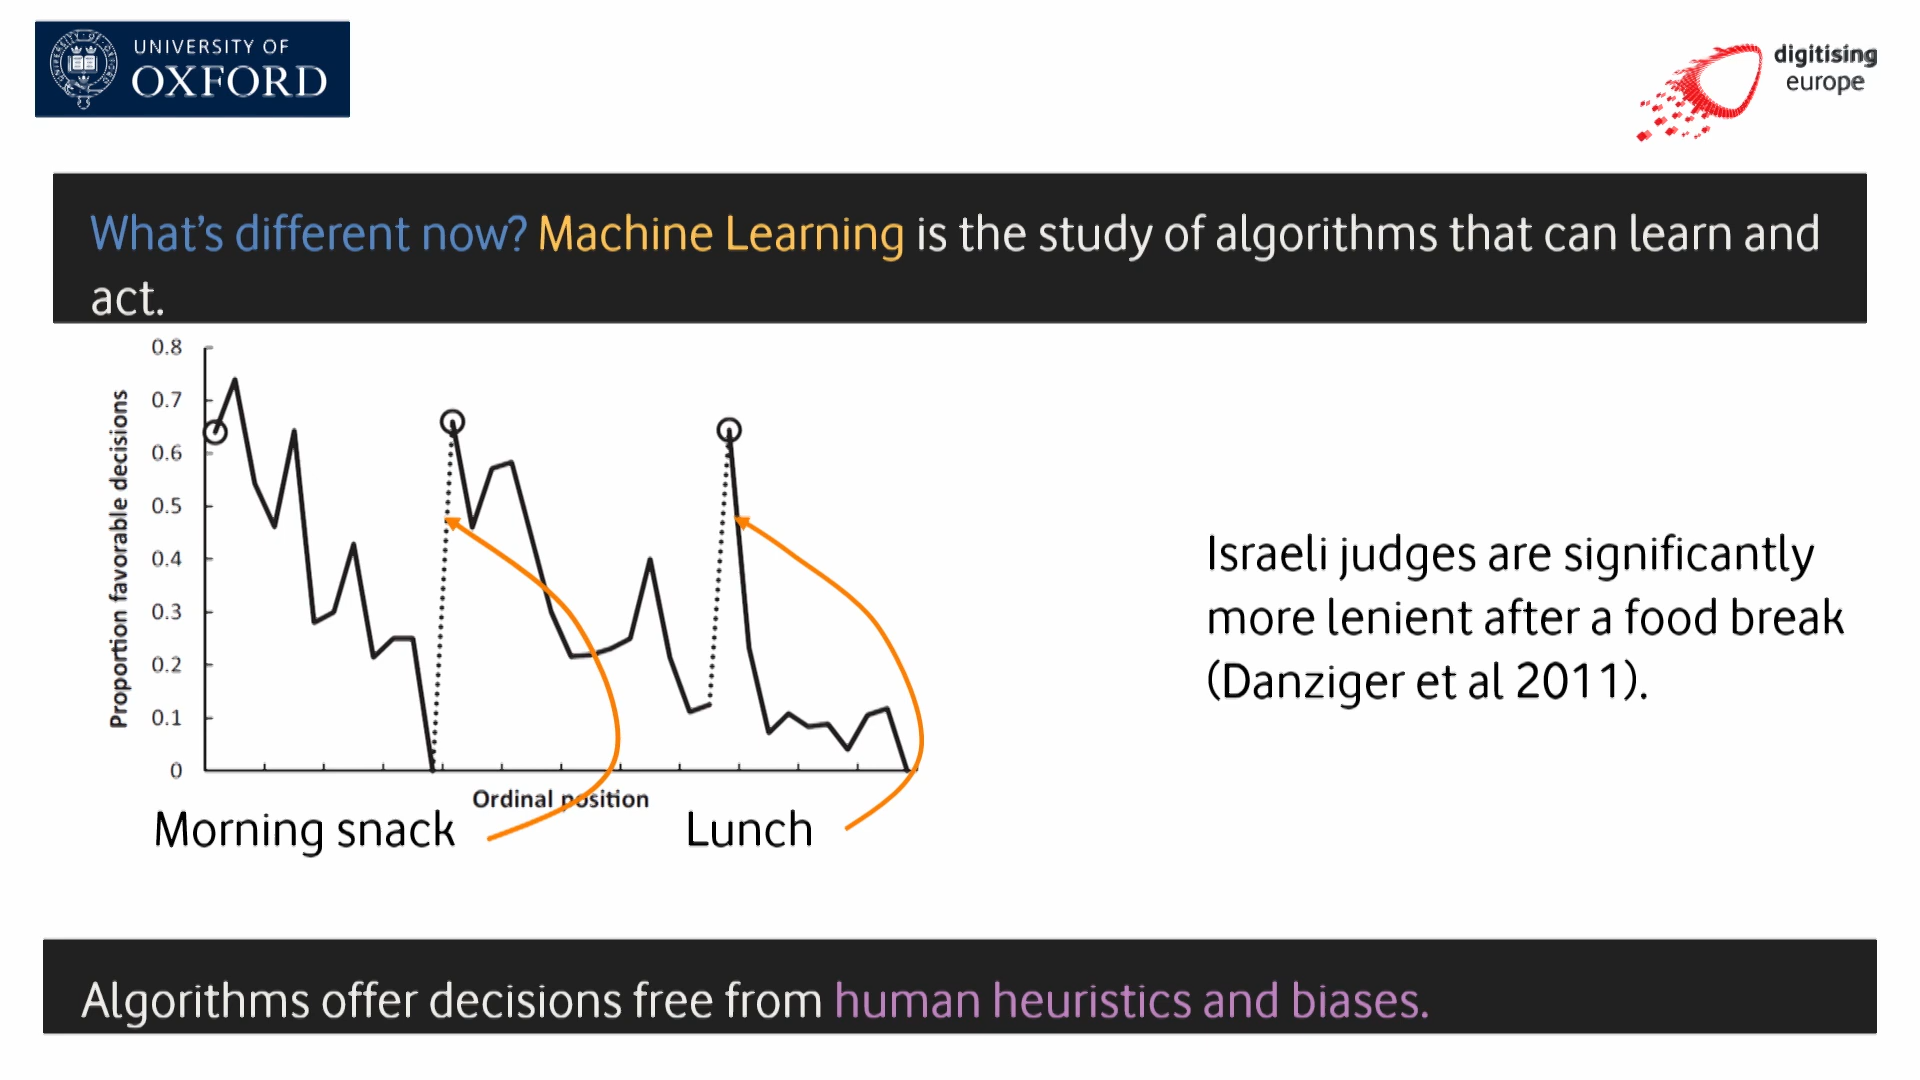 UNIVERSITY OF
OXFORD
digitising
europe
What's different now? Machine Learning is the study of algorithms that can learn and
act.
Proportion favorable decisions
0.8
0.7
0.6
0.5
0.4
0.3
0.2
0.1
0
Ordinal position
Morning snack
Lunch
Israeli judges are significantly
more lenient after a food break
(Danziger et al 2011).
Algorithms offer decisions free from human heuristics and biases.